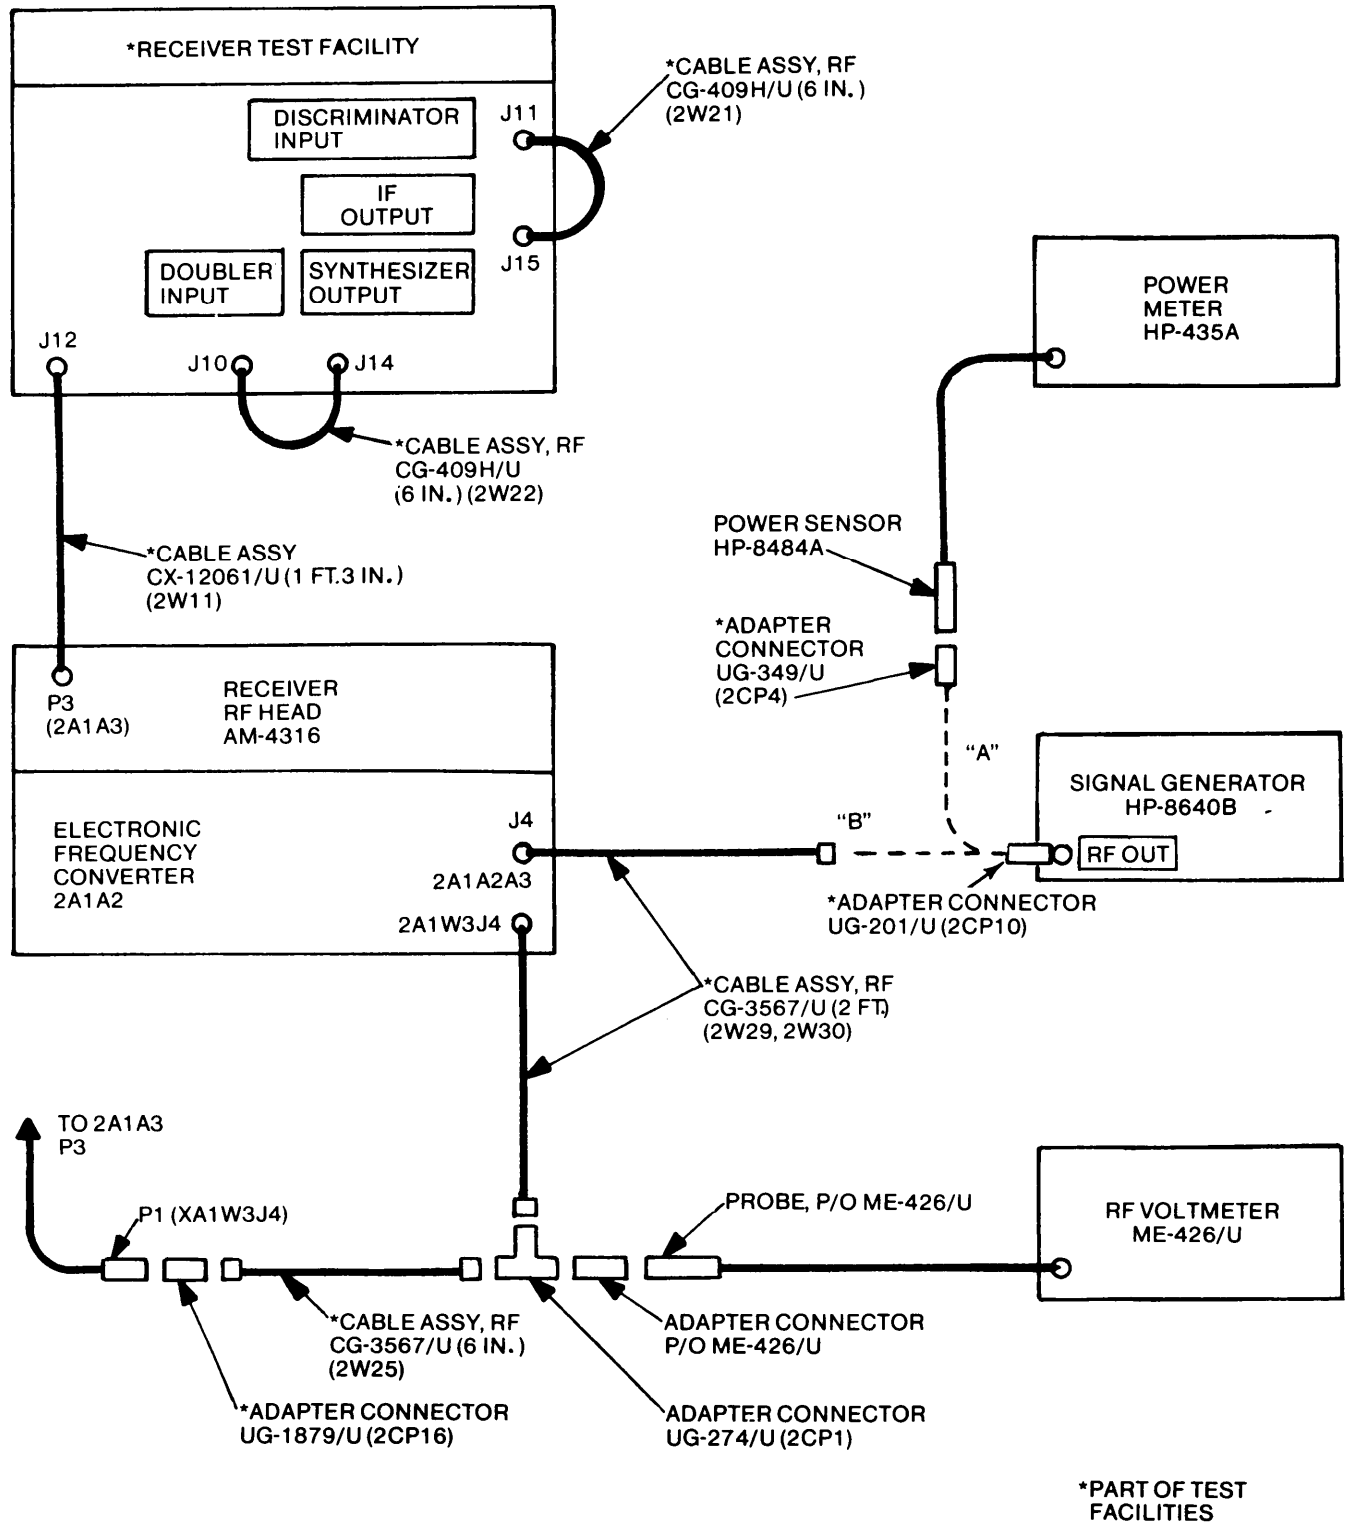 *RECEIVER TEST FACILITY
DISCRIMINATOR
INPUT
J11
IF
OUTPUT
DOUBLER
INPUT
SYNTHESIZER
OUTPUT
J15
J12
J10
J14
*CABLE ASSY, RF
CG-409H/U (6 IN.)
(2W21)
*CABLE ASSY, RF
CG-409H/U
(6 IN.) (2W22)
POWER
METER
HP-435A
*CABLE ASSY
CX-12061/U (1 FT.3 IN.)
(2W11)
POWER SENSOR
HP-8484A
*ADAPTER
CONNECTOR
UG-349/U
(2CP4)
P3
(2A1A3)
RECEIVER
RF HEAD
AM-4316
"A"
SIGNAL GENERATOR
HP-8640B
RF OUT
ELECTRONIC
FREQUENCY
CONVERTER
2A1A2
J4
2A1A2A3
2A1W3J4
"B"
*ADAPTER CONNECTOR
UG-201/U (2CP10)
*CABLE ASSY, RF
CG-3567/U (2 FT.)
(2W29, 2W30)
TO 2A1A3
P3
P1 (XA1W3J4)
PROBE, P/O ME-426/U
RF VOLTMETER
ME-426/U
*CABLE ASSY, RF
CG-3567/U (6 IN.)
(2W25)
ADAPTER CONNECTOR
P/O ME-426/U
*ADAPTER CONNECTOR
UG-1879/U (2CP16)
ADAPTER CONNECTOR
UG-274/U (2CP1)
*PART OF TEST
FACILITIES